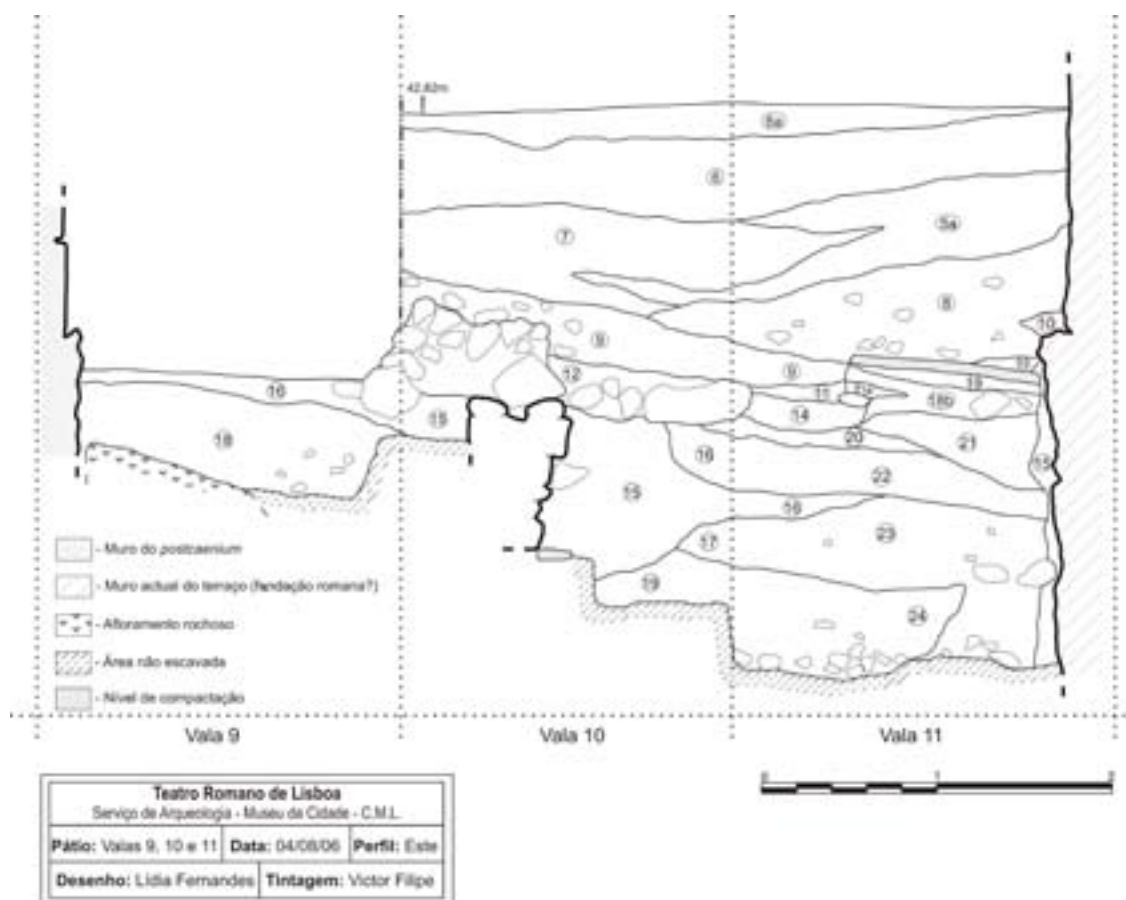 42,82m
5a
6
7
5a
8
9
10
9
12
11
16
15
18
14
18b
20
21
16
15
22
15
16
17
23
19
24
- Muro do postcaenium
- Muro actual do terraço (fundação romana?)
- Afloramento rochoso
- Área não escavada
- Nível de compactação
Vala 9
Vala 10
Vala 11
0 1 2
Teatro Romano de Lisboa
Serviço de Arqueologia - Museu da Cidade - C.M.L.
Pátio: Valas 9, 10 e 11 Data: 04/08/06 Perfil: Este
Desenho: Lídia Fernandes Tintagem: Victor Filipe